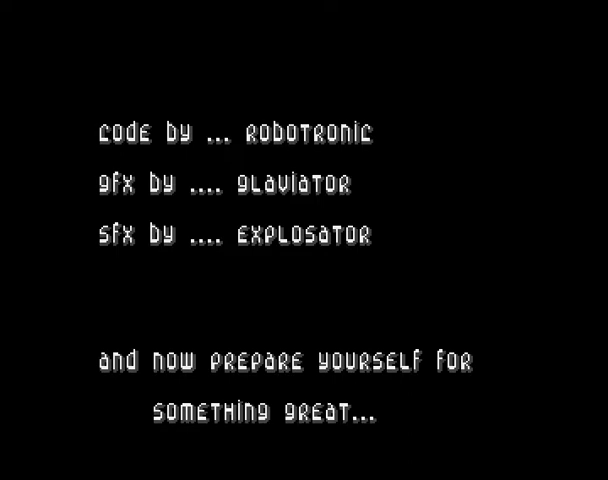 code by ... Robotronic
gfx by .... glaviator
sfx by .... explosator
and now prepare yourself for
something great...